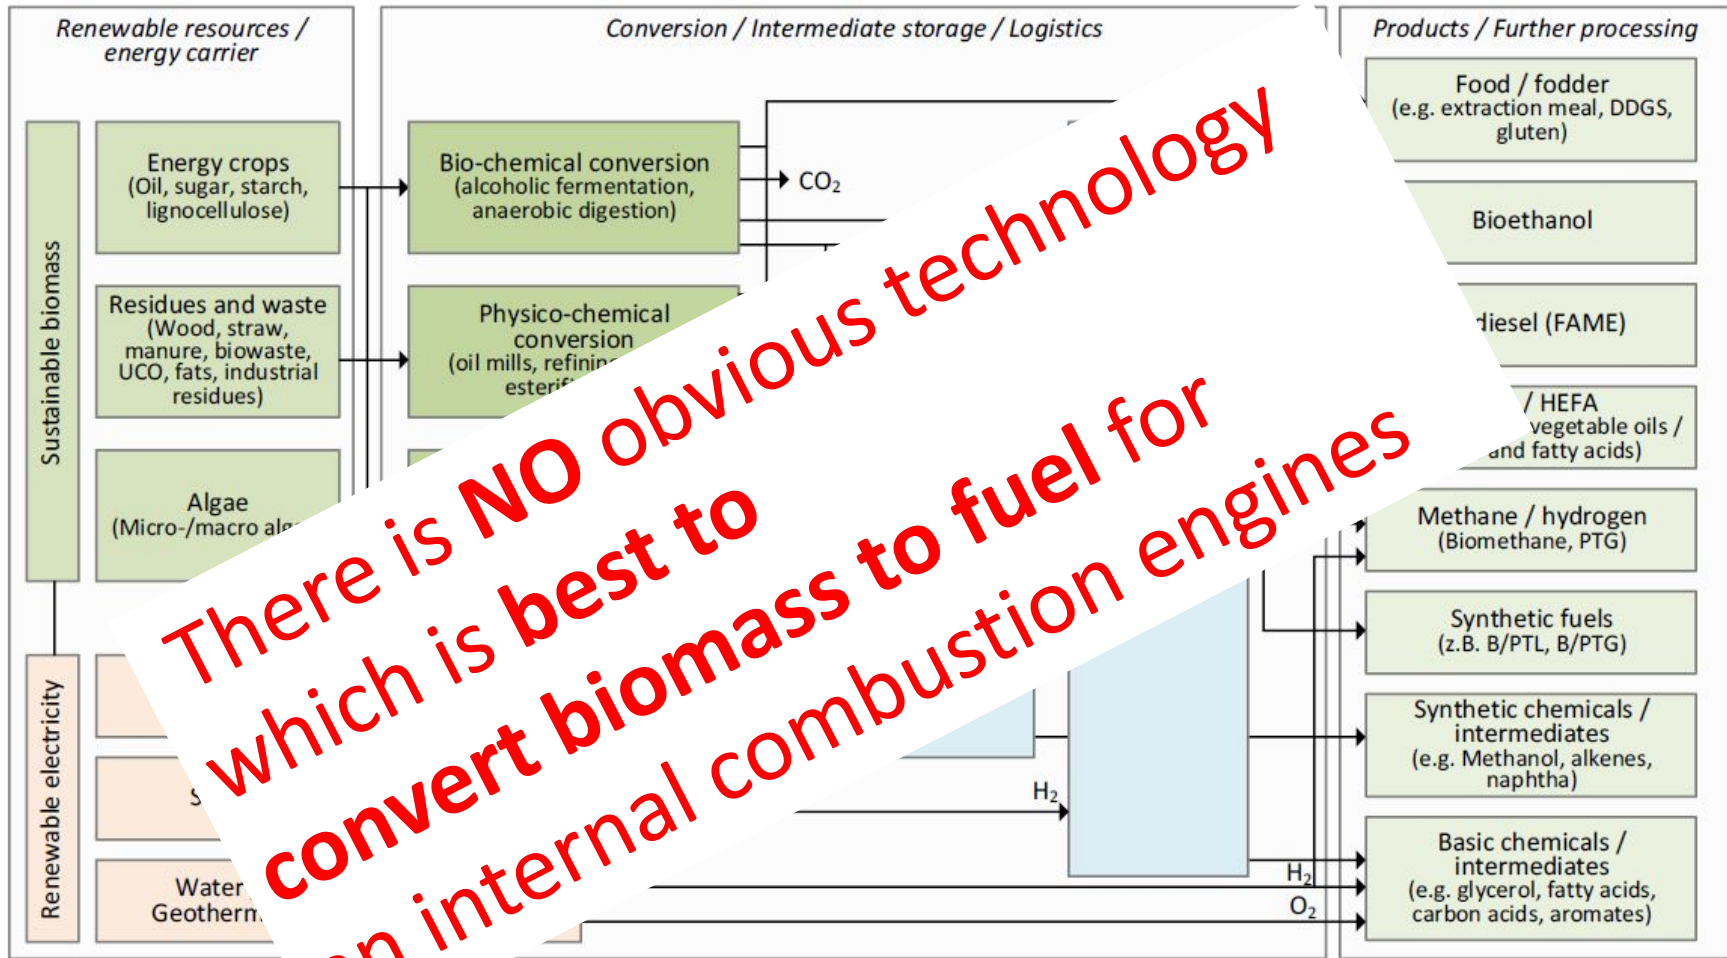 Renewable resources /
energy carrier
Conversion / Intermediate storage / Logistics
Products / Further processing
Sustainable biomass
Energy crops
(Oil, sugar, starch,
lignocellulose)
Residues and waste
(Wood, straw,
manure, biowaste,
UCO, fats, industrial
residues)
Algae
(Micro-/macro
Renewable electricity
Water
Bio-chemical conversion
(alcoholic fermentation,
anaerobic digestion)
CO₂
Physico-chemical
conversion
(oil mills,
There is NO obvious technology
which is best to
convert biomass to fuel for
an internal combustion engines
H₂
H₂
O₂
Food / fodder
(e.g. extraction meal, DDGS,
gluten)
Bioethanol
(FAME)
/ HEFA
vegetable oils /
and fatty acids)
Methane / hydrogen
(Biomethane, PTG)
Synthetic fuels
(z.B. B/PTL, B/PTG)
Synthetic chemicals /
intermediates
(e.g. Methanol, alkenes,
naphtha)
Basic chemicals /
intermediates
(e.g. glycerol, fatty acids,
carbon acids, aromates)